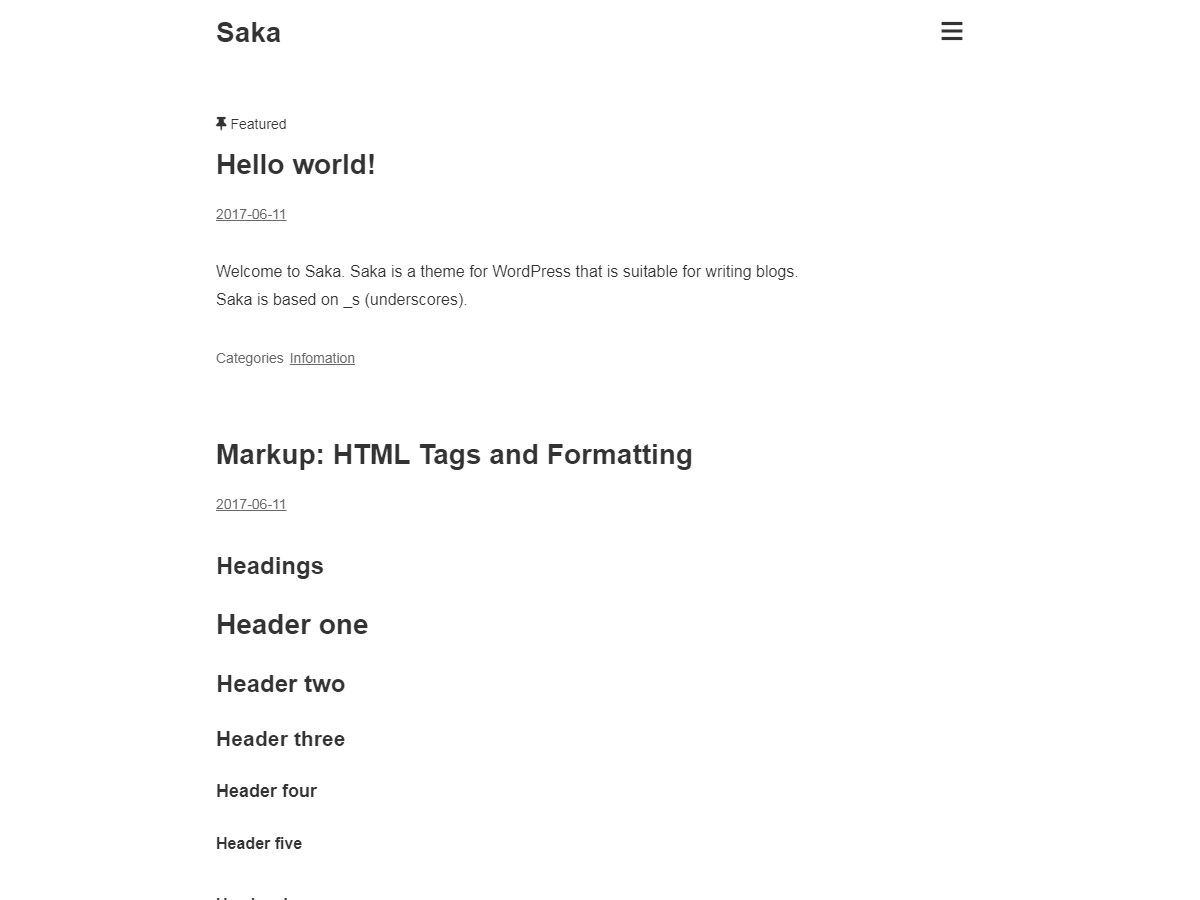 Saka
Featured
Hello world!
2017-06-11
Welcome to Saka. Saka is a theme for WordPress that is suitable for writing blogs.
Saka is based on _s (underscores).
Categories Infomation
Markup: HTML Tags and Formatting
2017-06-11
Headings
Header one
Header two
Header three
Header four
Header five